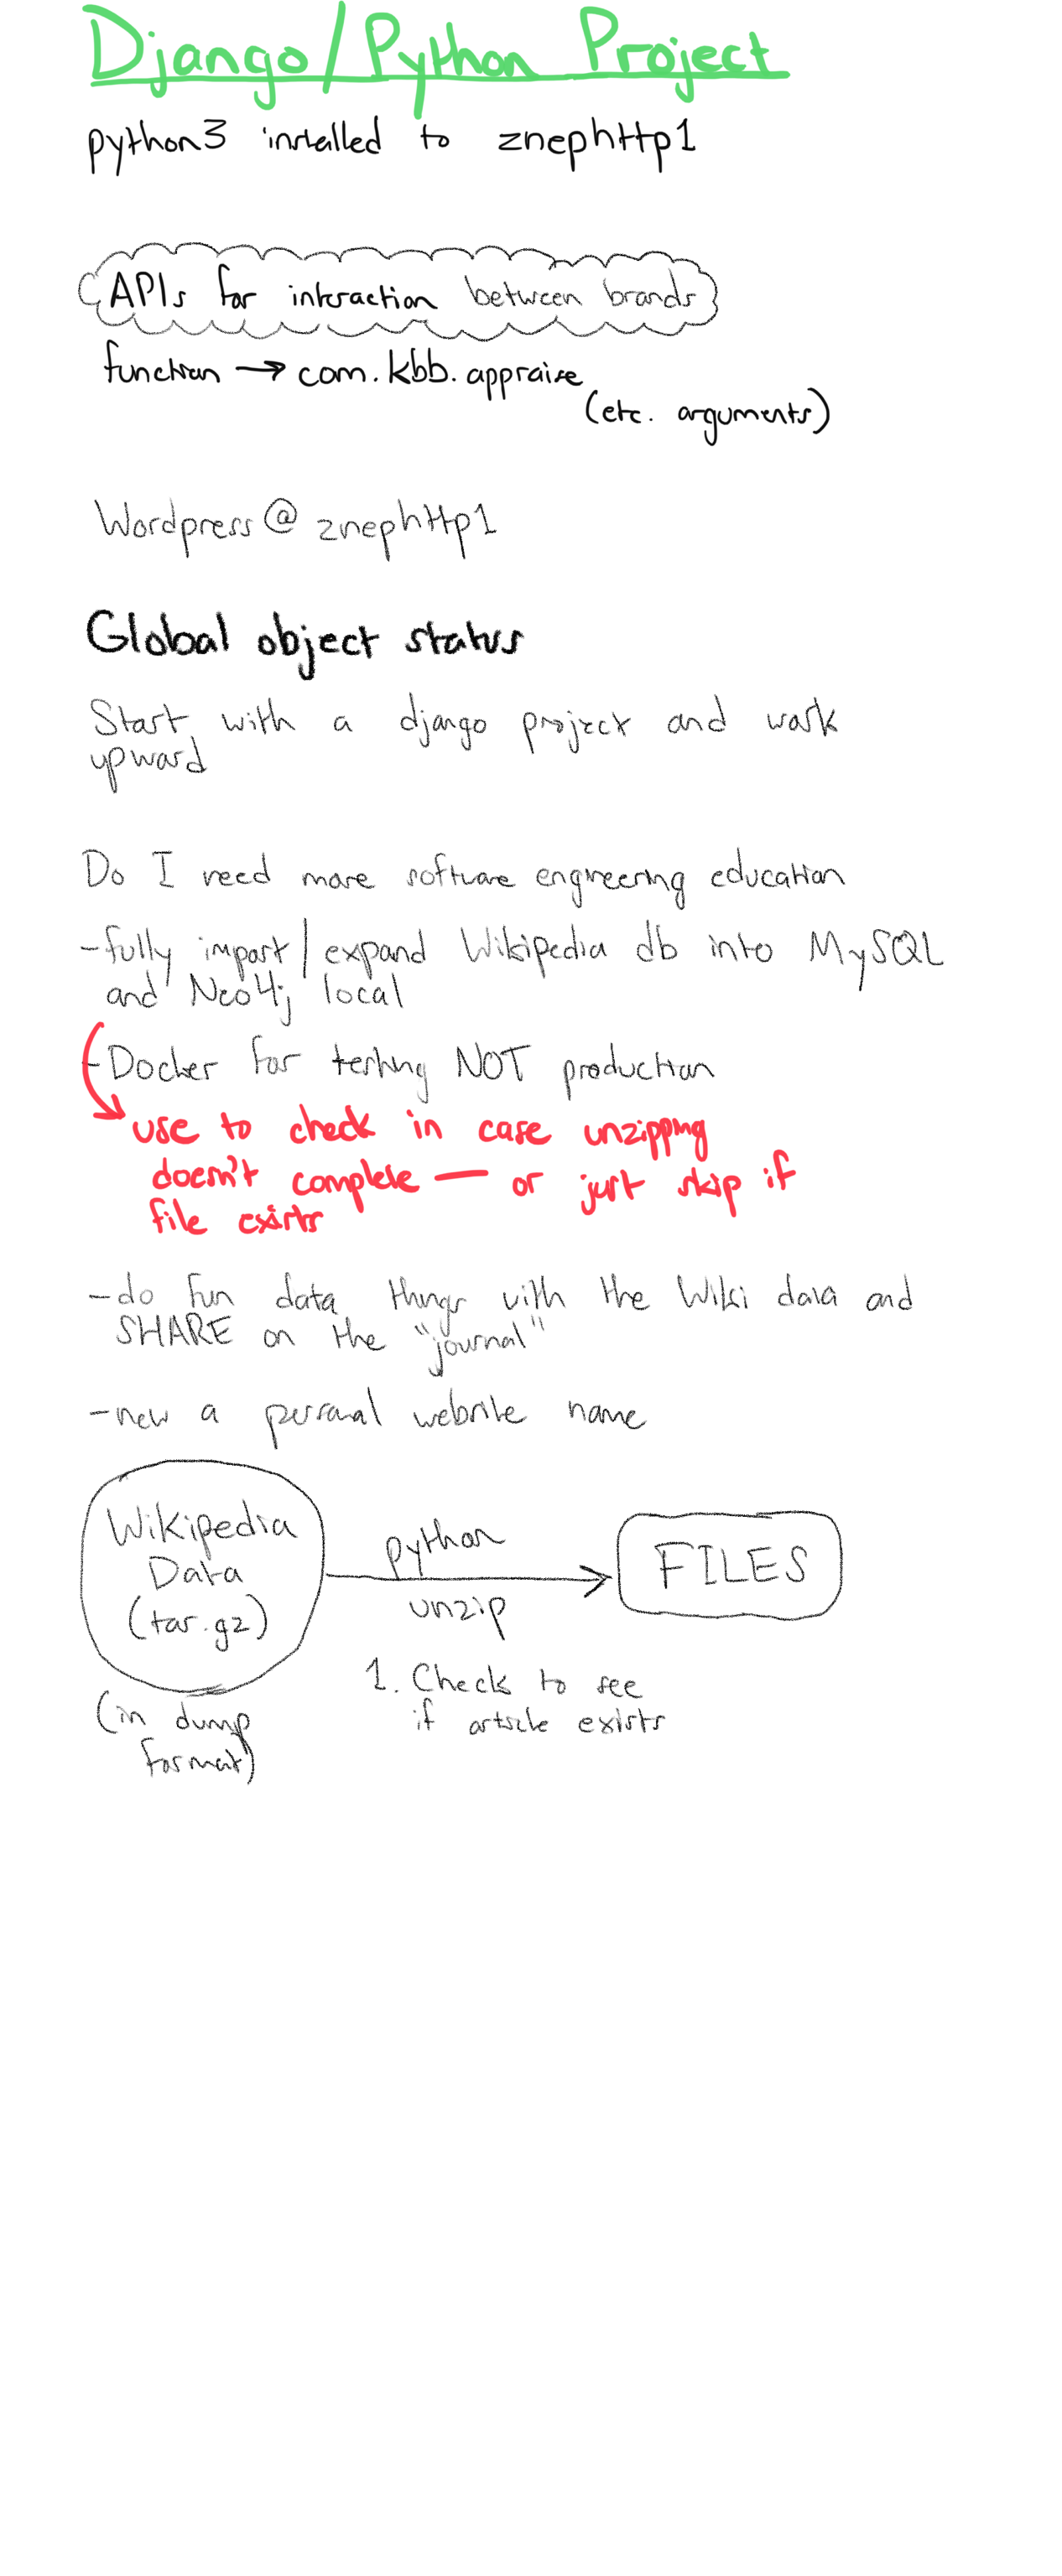 Django/Python Project
python3 installed to znephttp1
APIs for interaction between brands
function → com.kbb.appraise
(etc. arguments)
Wordpress @ znephttp1
Global object status
Start with a django project and work
upward
Do I need more software engineering education
-fully import/expand Wikipedia db into MySQL
and Neo4j local
-Docker for testing NOT production
use to check in case unzipping
doesn't complete — or just skip if
file exists
-do fun data things with the Wiki data and
SHARE on the "journal"
-new a personal website name
Wikipedia
Data
(tar.gz)
(in dump
format)
python
unzip
1. Check to see
if article exists
FILES